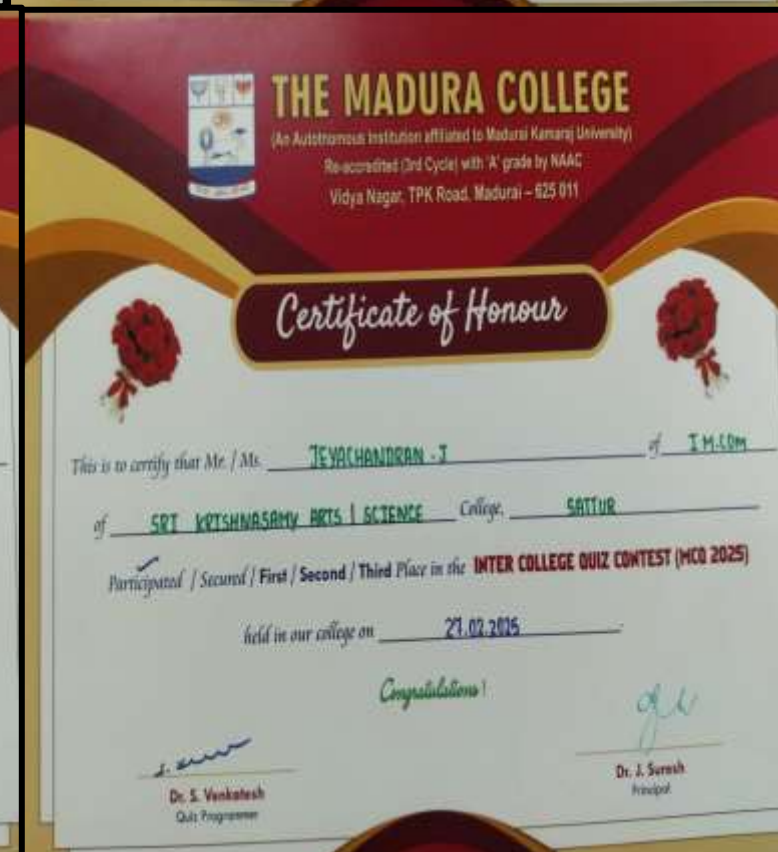 THE MADURA COLLEGE
(An Autothomous Institution affiliated to Madurai Kamaraj University)
Re-accredited (3rd Cycle) with 'A' grade by NAAC
Vidya Nagar, TPK Road, Madurai – 625 011
Certificate of Honour
This is to certify that Mr. / Ms. JEYACHANDRAN - J of I M.COM
of SRI KRISHNASAMY ARTS & SCIENCE College, SATTUR
Participated / Secured / First / Second / Third Place in the INTER COLLEGE QUIZ CONTEST (MCQ 2025)
held in our college on 27.02.2025
Congratulations !
Dr. S. Venkatesh
Quiz Programmer
Dr. J. Suresh
Principal